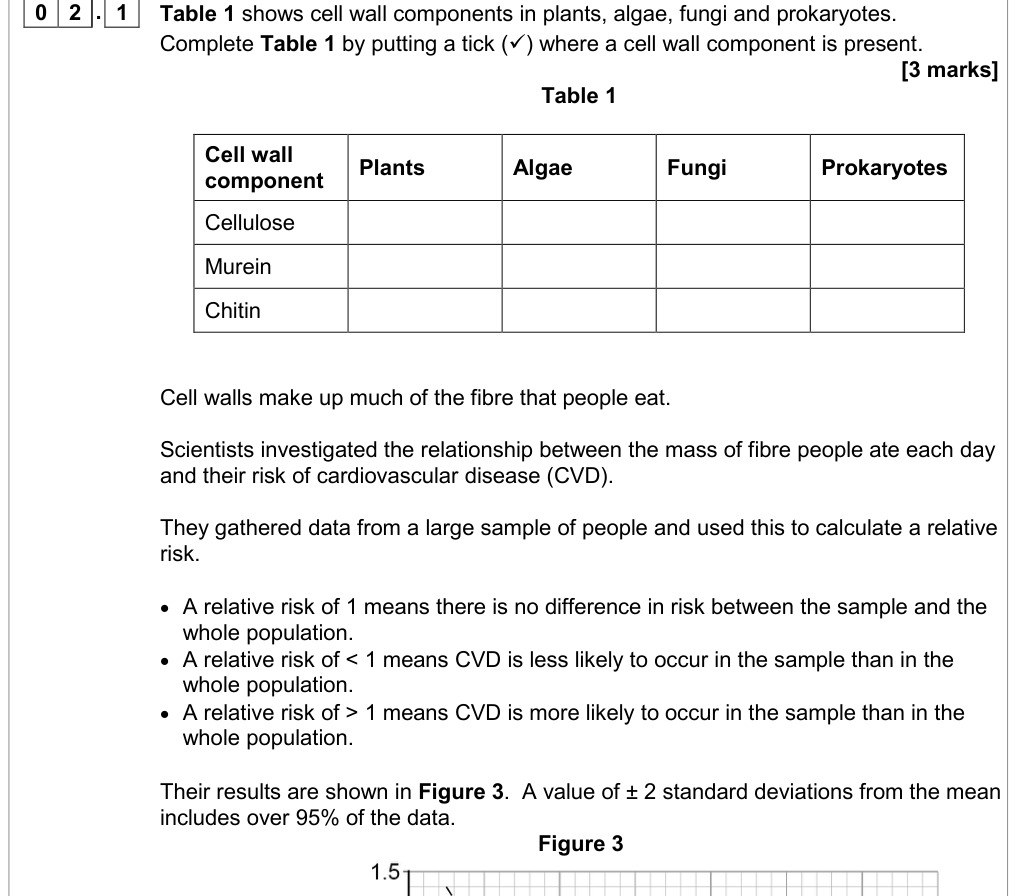 0 2 . 1 Table 1 shows cell wall components in plants, algae, fungi and prokaryotes.
Complete Table 1 by putting a tick (✓) where a cell wall component is present.
[3 marks]
Table 1
Cell wall component Plants Algae Fungi Prokaryotes
Cellulose
Murein
Chitin
Cell walls make up much of the fibre that people eat.
Scientists investigated the relationship between the mass of fibre people ate each day
and their risk of cardiovascular disease (CVD).
They gathered data from a large sample of people and used this to calculate a relative
risk.
• A relative risk of 1 means there is no difference in risk between the sample and the
whole population.
• A relative risk of < 1 means CVD is less likely to occur in the sample than in the
whole population.
• A relative risk of > 1 means CVD is more likely to occur in the sample than in the
whole population.
Their results are shown in Figure 3. A value of ± 2 standard deviations from the mean
includes over 95% of the data.
Figure 3
1.5